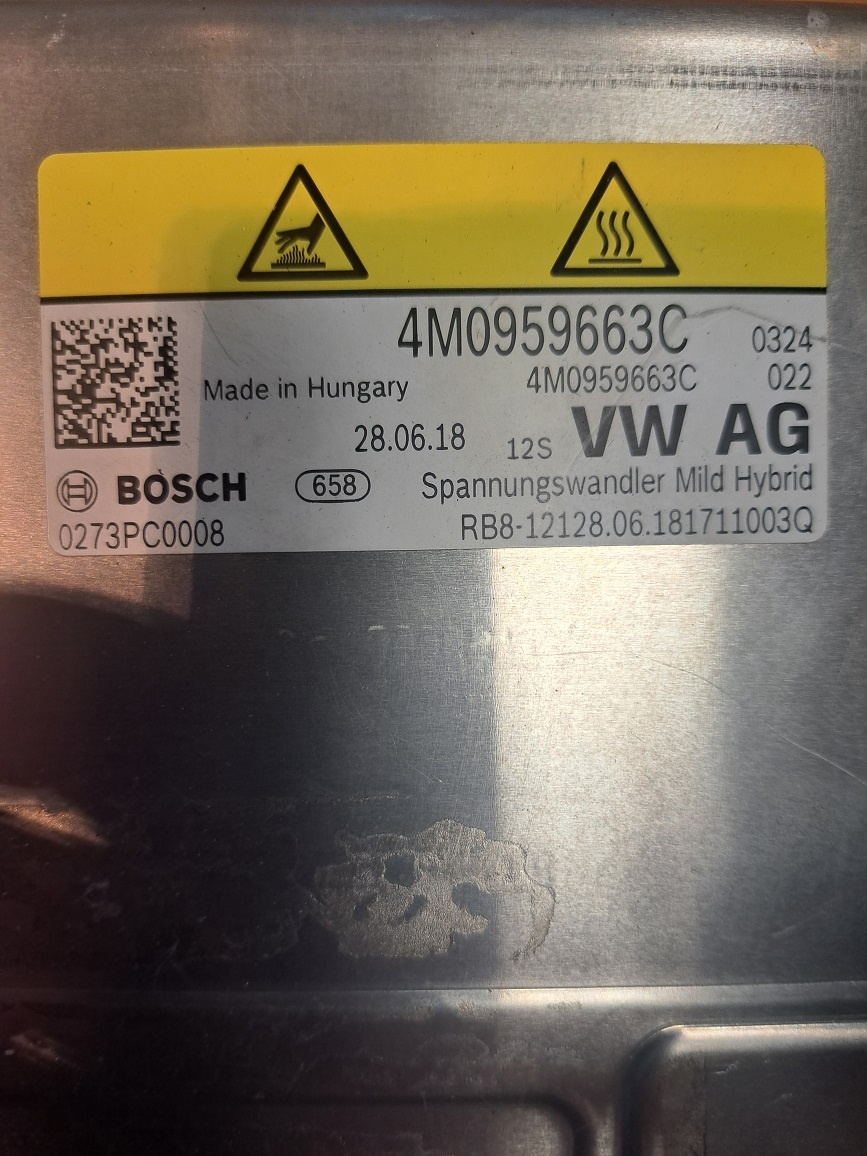 4M0959663C 0324
Made in Hungary 4M0959663C 022
28.06.18 12S VW AG
BOSCH 658 Spannungswandler Mild Hybrid
0273PC0008 RB8-12128.06.181711003Q